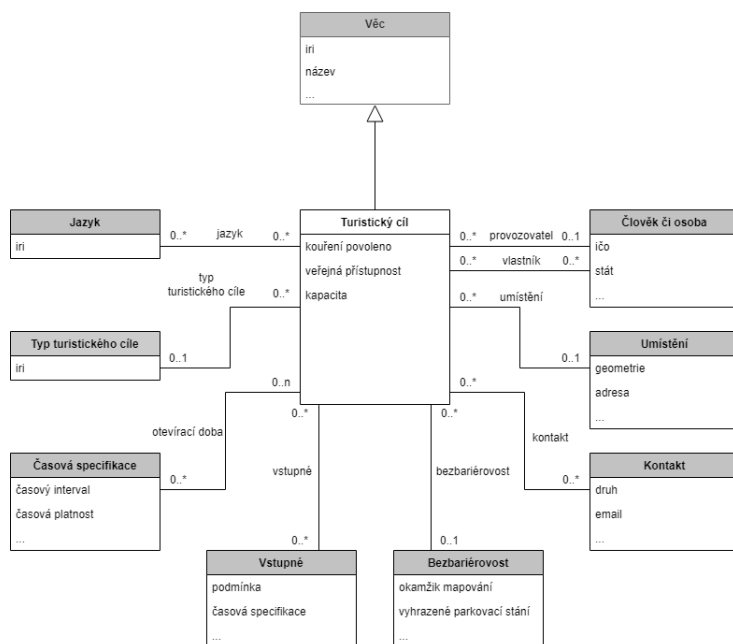 Věc
iri
název
...
Jazyk
iri
0..*
jazyk
0..*
Turistický cíl
kouření povoleno
veřejná přístupnost
kapacita
0..*
provozovatel
0..1
0..*
vlastník
0..*
Člověk či osoba
ičo
stát
...
typ
turistického cíle
0..*
0..*
umístění
Typ turistického cíle
iri
0..1
0..1
Umístění
geometrie
adresa
...
0..n
0..*
otevírací doba
0..*
0..*
kontakt
Časová specifikace
časový interval
časová platnost
...
0..*
vstupné
bezbariérovost
0..*
Kontakt
druh
email
...
0..*
0..1
Vstupné
podmínka
časová specifikace
...
Bezbariérovost
okamžik mapování
vyhrazené parkovací stání
...